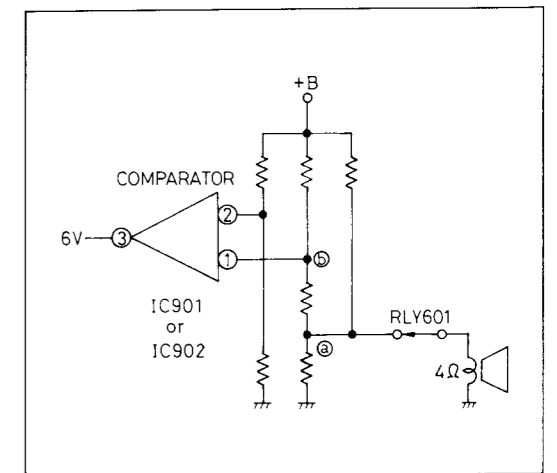 +B
COMPARATOR
②
6V ③
① ⓑ
IC901
or
IC902
RLY601
ⓐ
4Ω